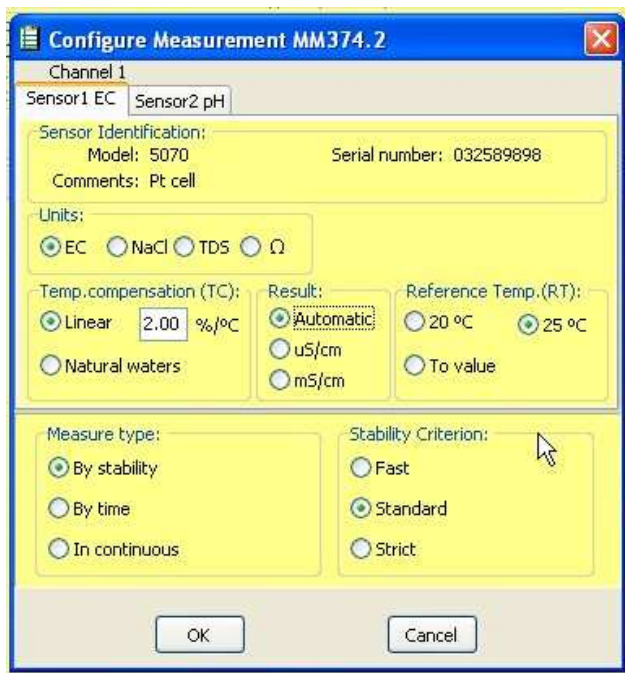 Configure Measurement MM374.2
Channel 1
Sensor1 EC Sensor2 pH
Sensor Identification:
Model: 5070 Serial number: 032589898
Comments: Pt cell
Units:
EC NaCl TDS Ω
Temp.compensation (TC): Result: Reference Temp.(RT):
Linear 2.00 %/ºC Automatic 20 ºC 25 ºC
uS/cm
Natural waters To value
mS/cm
Measure type: Stability Criterion:
By stability Fast
By time Standard
In continuous Strict
OK Cancel